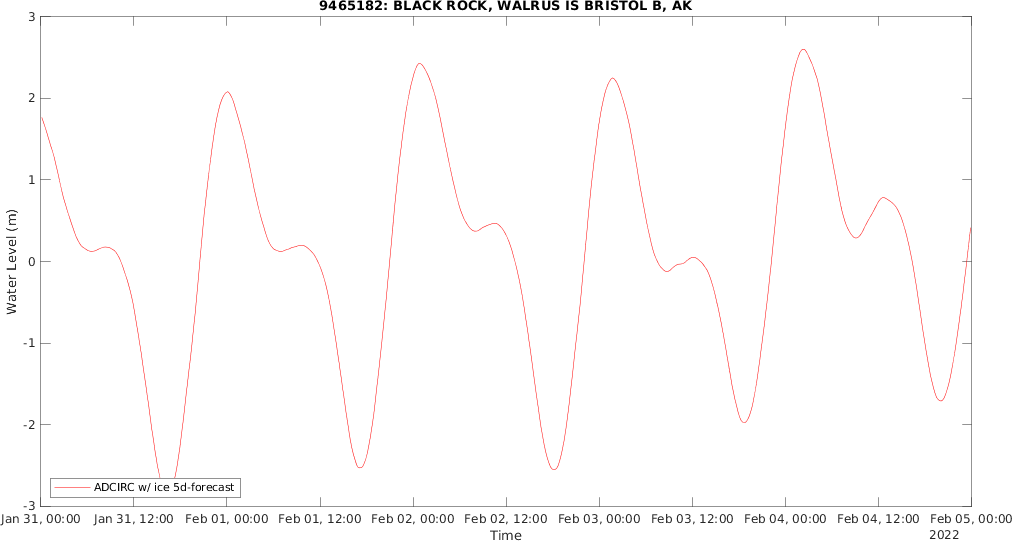 9465182: BLACK ROCK, WALRUS IS BRISTOL B, AK
3
2
1
0
-1
-2
-3
Water Level (m)
ADCIRC w/ ice 5d-forecast
Jan 31, 00:00 Jan 31, 12:00 Feb 01, 00:00 Feb 01, 12:00 Feb 02, 00:00 Feb 02, 12:00 Feb 03, 00:00 Feb 03, 12:00 Feb 04, 00:00 Feb 04, 12:00 Feb 05, 00:00
Time
2022